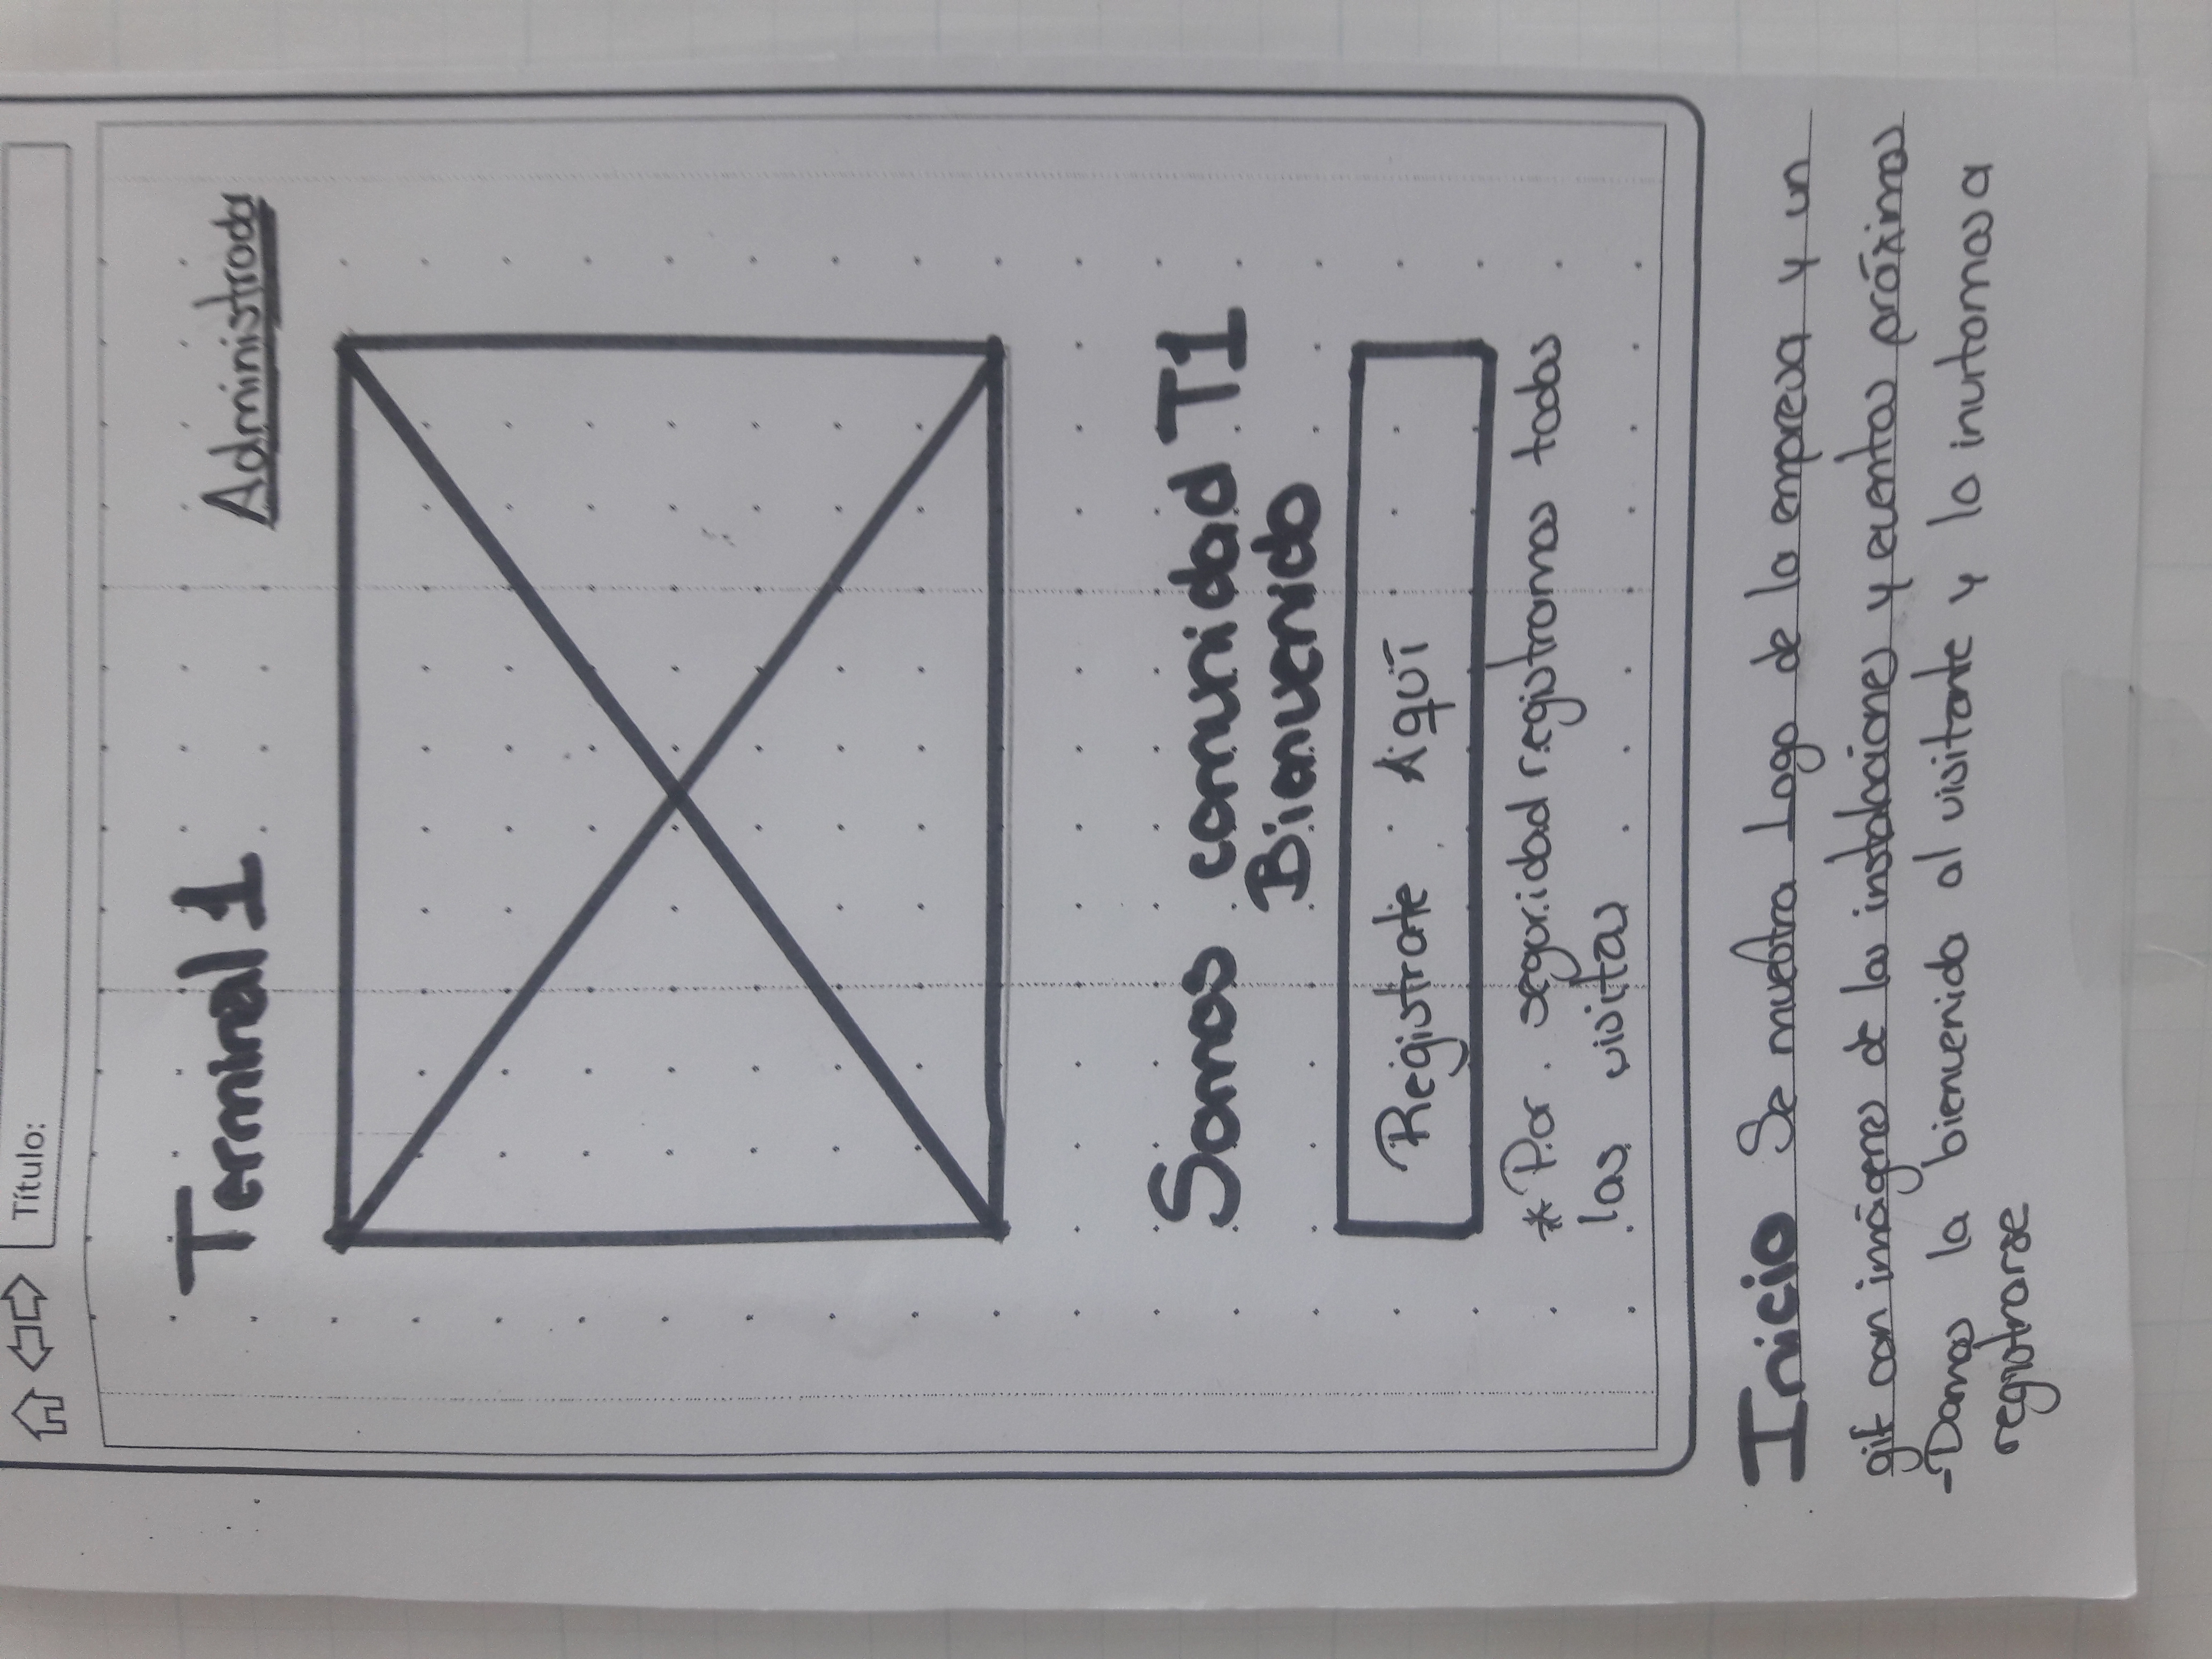 Título:
Terminal 1
Administrador
Somos comunidad T1
Bienvenido
Registrate Aquí
* Por seguridad registramos todas
las visitas
Inicio Se muestra Logo de la empresa y un
gif con imágenes de las instalaciones y eventos próximos
- Damos la bienvenida al visitante y lo invitamos a
registrarse